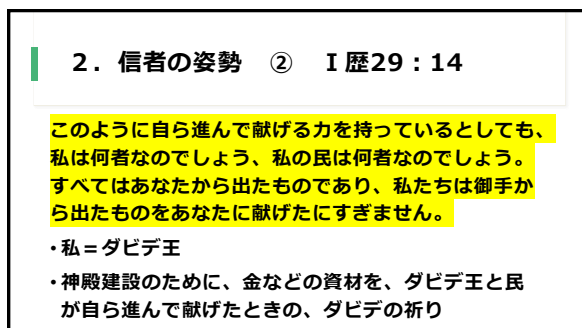 2．信者の姿勢　②　Ⅰ歴29：14
このように自ら進んで献げる力を持っているとしても、
私は何者なのでしょう、私の民は何者なのでしょう。
すべてはあなたから出たものであり、私たちは御手か
ら出たものをあなたに献げたにすぎません。
・私＝ダビデ王
・神殿建設のために、金などの資材を、ダビデ王と民
が自ら進んで献げたときの、ダビデの祈り